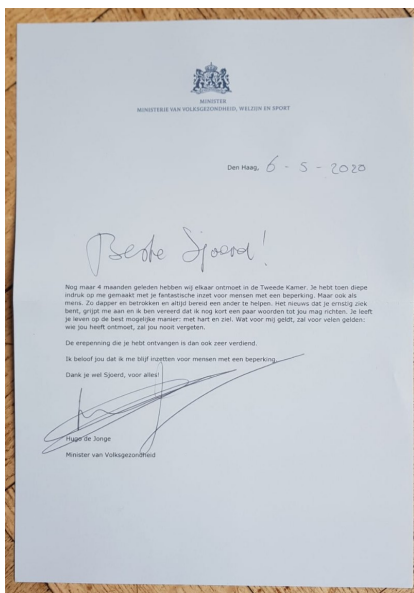 MINISTER
MINISTERIE VAN VOLKSGEZONDHEID, WELZIJN EN SPORT
Den Haag, 6-5-2020
Beste Sjoerd!
Nog maar 4 maanden geleden hebben wij elkaar ontmoet in de Tweede Kamer. Je hebt toen diepe
indruk op me gemaakt met je fantastische inzet voor mensen met een beperking. Maar ook als
mens. Zo dapper en betrokken en altijd bereid een ander te helpen. Het nieuws dat je ernstig ziek
bent, grijpt me aan en ik ben vereerd dat ik nog kort een paar woorden tot jou mag richten. Je leeft
je leven op de best mogelijke manier: met hart en ziel. Wat voor mij geldt, zal voor velen gelden:
wie jou heeft ontmoet, zal jou nooit vergeten.
De erepenning die je hebt ontvangen is dan ook zeer verdiend.
Ik beloof jou dat ik me blijf inzetten voor mensen met een beperking.
Dank je wel Sjoerd, voor alles!
Hugo de Jonge
Minister van Volksgezondheid